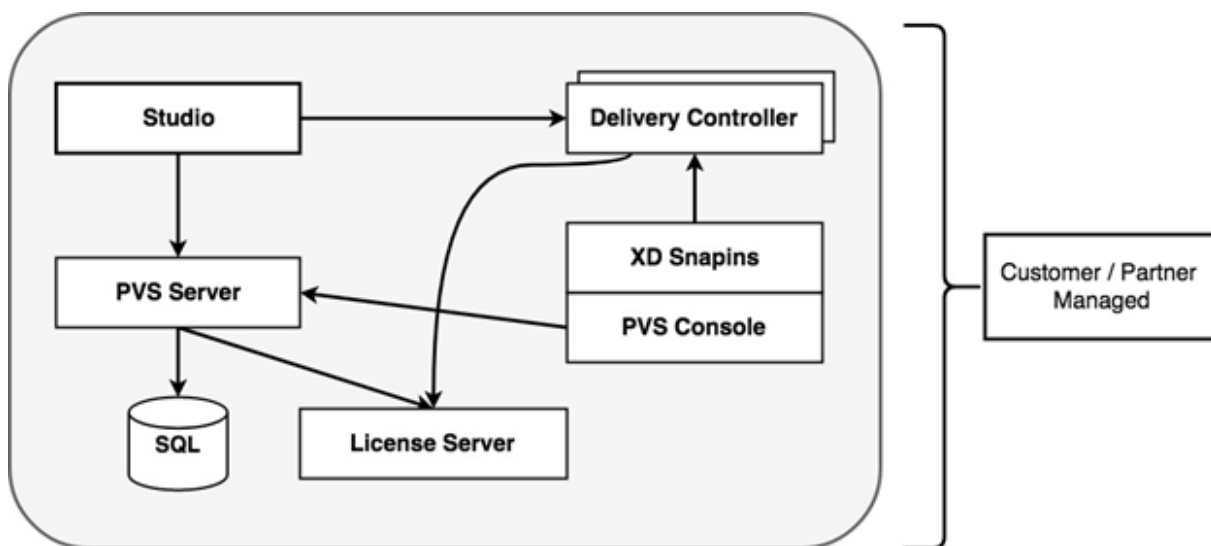 Studio
Delivery Controller
XD Snapins
PVS Server
PVS Console
Customer / Partner
Managed
SQL
License Server